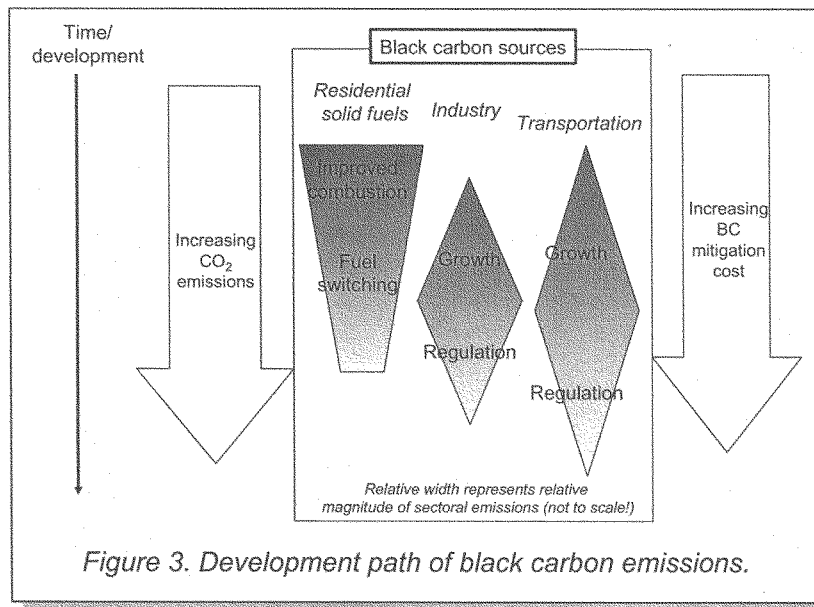 Time/
development
Black carbon sources
Residential
solid fuels
Industry
Transportation
Improved
combustion
Fuel
switching
Growth
Regulation
Growth
Regulation
Increasing
CO₂
emissions
Increasing
BC
mitigation
cost
Relative width represents relative
magnitude of sectoral emissions (not to scale!)
Figure 3. Development path of black carbon emissions.